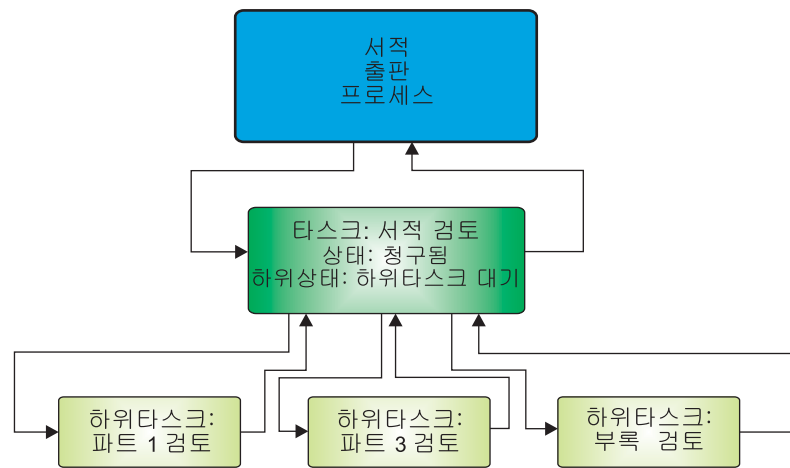 서적
출판
프로세스
타스크: 서적 검토
상태: 청구됨
하위상태: 하위타스크 대기
하위타스크:
파트 1 검토
하위타스크:
파트 3 검토
하위타스크:
부록 검토